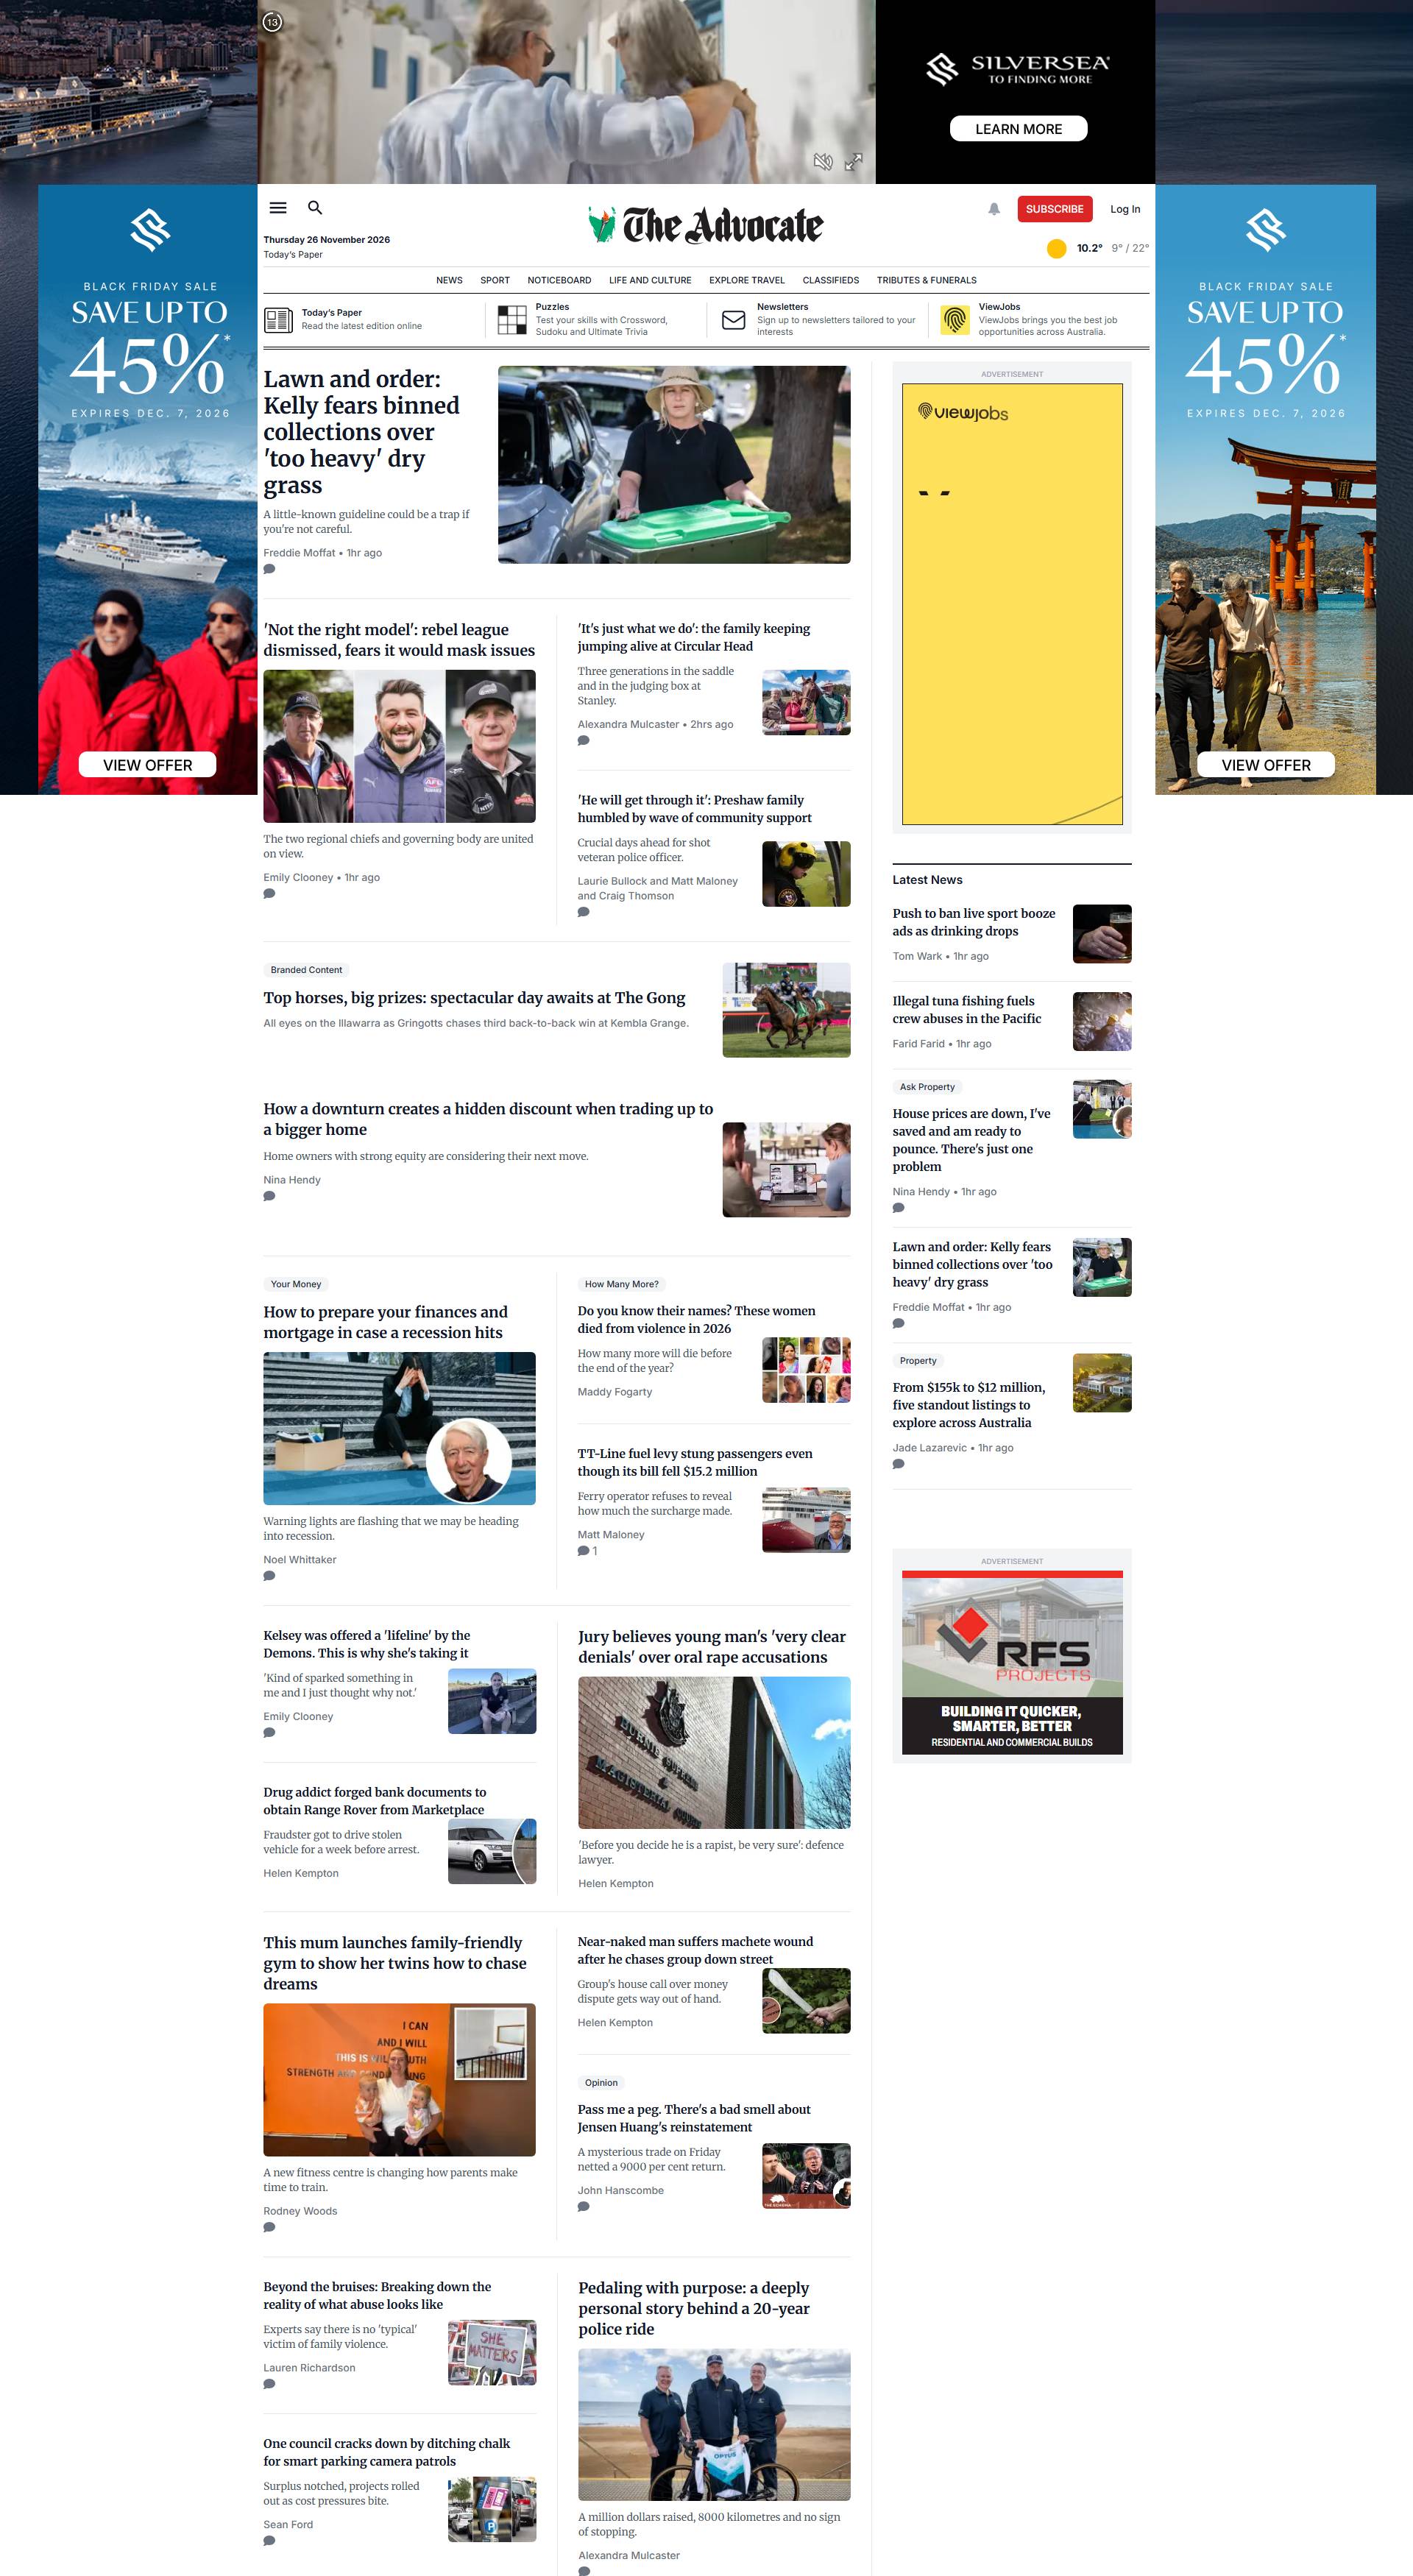 13
SILVERSEA
TO FINDING MORE
LEARN MORE
BLACK FRIDAY SALE
SAVE UP TO
45%*
EXPIRES DEC. 7, 2026
VIEW OFFER
The Advocate
SUBSCRIBE
Log In
Thursday 26 November 2026
Today's Paper
10.2° 9° / 22°
NEWS SPORT NOTICEBOARD LIFE AND CULTURE EXPLORE TRAVEL CLASSIFIEDS TRIBUTES & FUNERALS
Today's Paper
Read the latest edition online
Puzzles
Test your skills with Crossword,
Sudoku and Ultimate Trivia
Newsletters
Sign up to newsletters tailored to your
interests
ViewJobs
ViewJobs brings you the best job
opportunities across Australia.
BLACK FRIDAY SALE
SAVE UP TO
45%*
EXPIRES DEC. 7, 2026
VIEW OFFER
Lawn and order:
Kelly fears binned
collections over
'too heavy' dry
grass
A little-known guideline could be a trap if
you're not careful.
Freddie Moffat • 1hr ago
'Not the right model': rebel league
dismissed, fears it would mask issues
AFL
The two regional chiefs and governing body are united
on view.
Emily Clooney • 1hr ago
'It's just what we do': the family keeping
jumping alive at Circular Head
Three generations in the saddle
and in the judging box at
Stanley.
Alexandra Mulcaster • 2hrs ago
'He will get through it': Preshaw family
humbled by wave of community support
Crucial days ahead for shot
veteran police officer.
Laurie Bullock and Matt Maloney
and Craig Thomson
Branded Content
Top horses, big prizes: spectacular day awaits at The Gong
All eyes on the Illawarra as Gringotts chases third back-to-back win at Kembla Grange.
How a downturn creates a hidden discount when trading up to
a bigger home
Home owners with strong equity are considering their next move.
Nina Hendy
Your Money
How to prepare your finances and
mortgage in case a recession hits
Warning lights are flashing that we may be heading
into recession.
Noel Whittaker
How Many More?
Do you know their names? These women
died from violence in 2026
How many more will die before
the end of the year?
Maddy Fogarty
TT-Line fuel levy stung passengers even
though its bill fell $15.2 million
Ferry operator refuses to reveal
how much the surcharge made.
Matt Maloney
1
Kelsey was offered a 'lifeline' by the
Demons. This is why she's taking it
'Kind of sparked something in
me and I just thought why not.'
Emily Clooney
Drug addict forged bank documents to
obtain Range Rover from Marketplace
Fraudster got to drive stolen
vehicle for a week before arrest.
Helen Kempton
Jury believes young man's 'very clear
denials' over oral rape accusations
BURNIE SUPREME
MAGISTERIAL COURT
'Before you decide he is a rapist, be very sure': defence
lawyer.
Helen Kempton
This mum launches family-friendly
gym to show her twins how to chase
dreams
I CAN
AND I WILL
THIS IS
STRENGTH AND
A new fitness centre is changing how parents make
time to train.
Rodney Woods
Near-naked man suffers machete wound
after he chases group down street
Group's house call over money
dispute gets way out of hand.
Helen Kempton
Opinion
Pass me a peg. There's a bad smell about
Jensen Huang's reinstatement
A mysterious trade on Friday
netted a 9000 per cent return.
John Hanscombe
THE ECHIDNA
Beyond the bruises: Breaking down the
reality of what abuse looks like
Experts say there is no 'typical'
victim of family violence.
Lauren Richardson
SHE
MATTERS
One council cracks down by ditching chalk
for smart parking camera patrols
Surplus notched, projects rolled
out as cost pressures bite.
Sean Ford
P
Pedaling with purpose: a deeply
personal story behind a 20-year
police ride
OPTUS
A million dollars raised, 8000 kilometres and no sign
of stopping.
Alexandra Mulcaster
ADVERTISEMENT
viewjobs
Latest News
Push to ban live sport booze
ads as drinking drops
Tom Wark • 1hr ago
Illegal tuna fishing fuels
crew abuses in the Pacific
Farid Farid • 1hr ago
Ask Property
House prices are down, I've
saved and am ready to
pounce. There's just one
problem
Nina Hendy • 1hr ago
Lawn and order: Kelly fears
binned collections over 'too
heavy' dry grass
Freddie Moffat • 1hr ago
Property
From $155k to $12 million,
five standout listings to
explore across Australia
Jade Lazarevic • 1hr ago
ADVERTISEMENT
RFS
PROJECTS
BUILDING IT QUICKER,
SMARTER, BETTER
RESIDENTIAL AND COMMERCIAL BUILDS